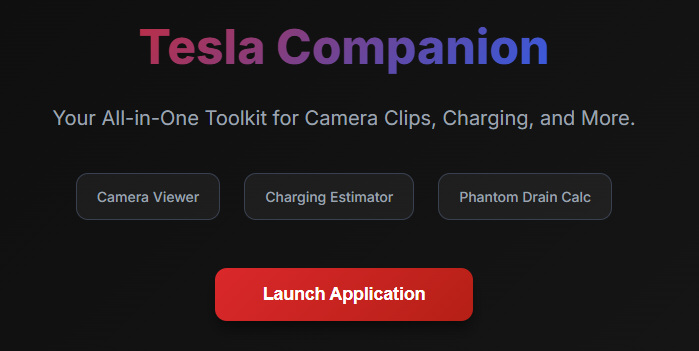 Tesla Companion
Your All-in-One Toolkit for Camera Clips, Charging, and More.
Camera Viewer
Charging Estimator
Phantom Drain Calc
Launch Application